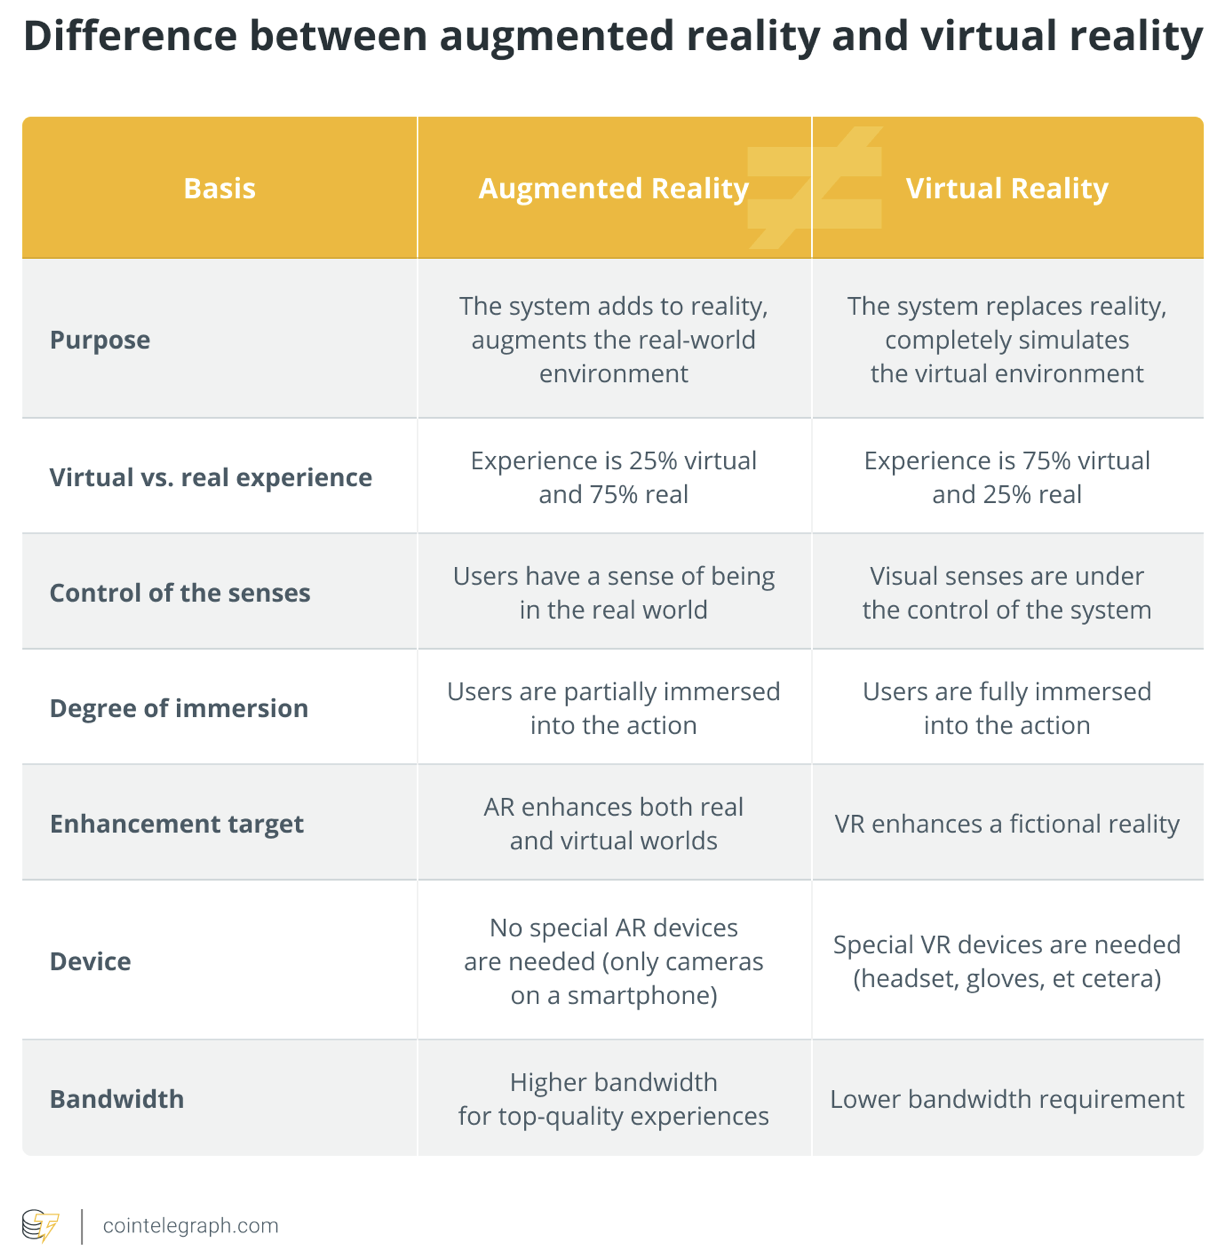 Difference between augmented reality and virtual reality
Basis
Augmented Reality
Virtual Reality
Purpose
The system adds to reality,
augments the real-world
environment
The system replaces reality,
completely simulates
the virtual environment
Virtual vs. real experience
Experience is 25% virtual
and 75% real
Experience is 75% virtual
and 25% real
Control of the senses
Users have a sense of being
in the real world
Visual senses are under
the control of the system
Degree of immersion
Users are partially immersed
into the action
Users are fully immersed
into the action
Enhancement target
AR enhances both real
and virtual worlds
VR enhances a fictional reality
Device
No special AR devices
are needed (only cameras
on a smartphone)
Special VR devices are needed
(headset, gloves, et cetera)
Bandwidth
Higher bandwidth
for top-quality experiences
Lower bandwidth requirement
cointelegraph.com